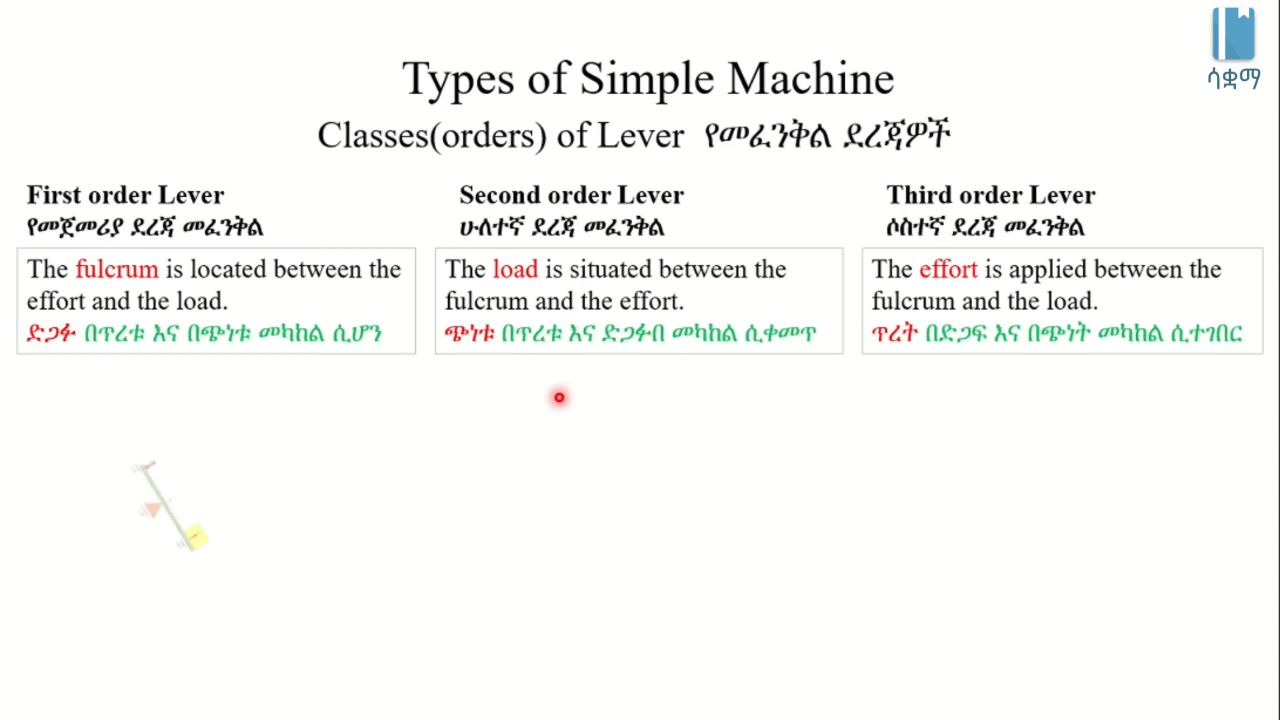 ሳቋማ
Types of Simple Machine
Classes(orders) of Lever የመፈንቅል ደረጃዎች
First order Lever
የመጀመሪያ ደረጃ መፈንቅል
The fulcrum is located between the
effort and the load.
ድጋፉ በጥረቱ እና በጭነቱ መካከል ሲሆን
Second order Lever
ሁለተኛ ደረጃ መፈንቅል
The load is situated between the
fulcrum and the effort.
ጭነቱ በጥረቱ እና ድጋፉብ መካከል ሲቀመጥ
Third order Lever
ሶስተኛ ደረጃ መፈንቅል
The effort is applied between the
fulcrum and the load.
ጥረት በድጋፍ እና በጭነት መካከል ሲተገበር